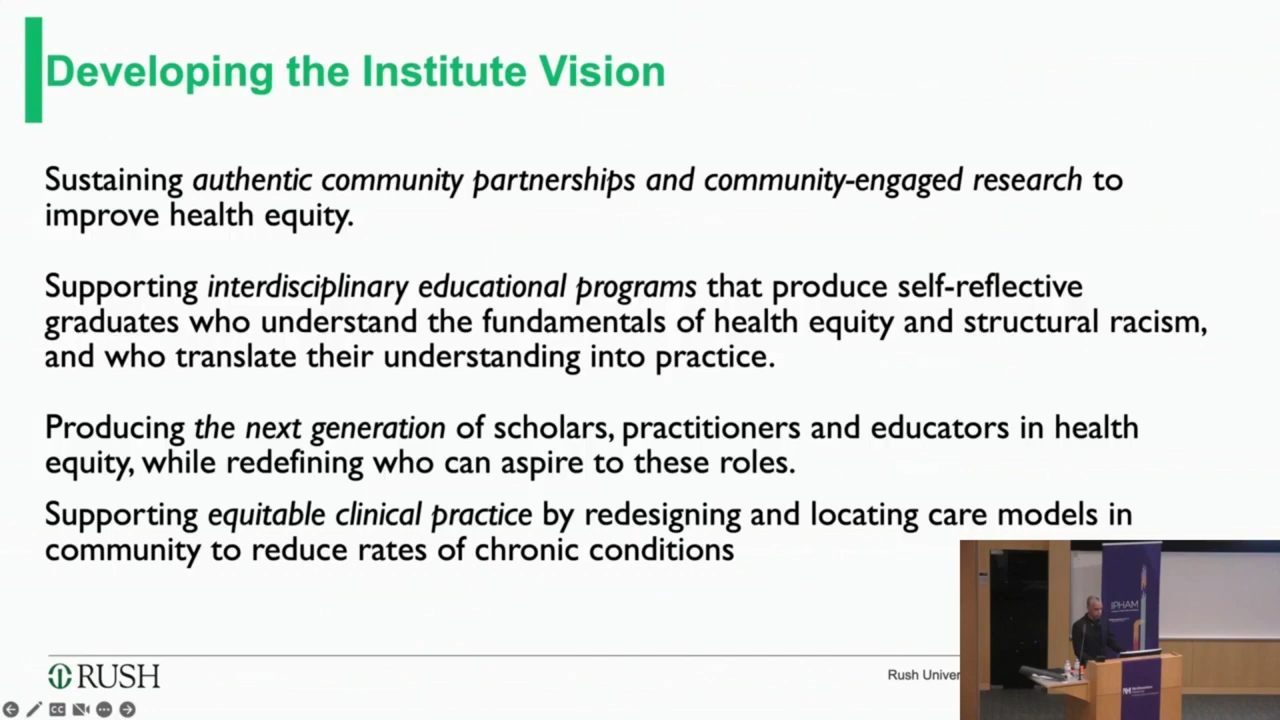 Developing the Institute Vision
Sustaining authentic community partnerships and community-engaged research to
improve health equity.
Supporting interdisciplinary educational programs that produce self-reflective
graduates who understand the fundamentals of health equity and structural racism,
and who translate their understanding into practice.
Producing the next generation of scholars, practitioners and educators in health
equity, while redefining who can aspire to these roles.
Supporting equitable clinical practice by redesigning and locating care models in
community to reduce rates of chronic conditions
RUSH
Rush Univer
CC
IPHAM
Northwestern